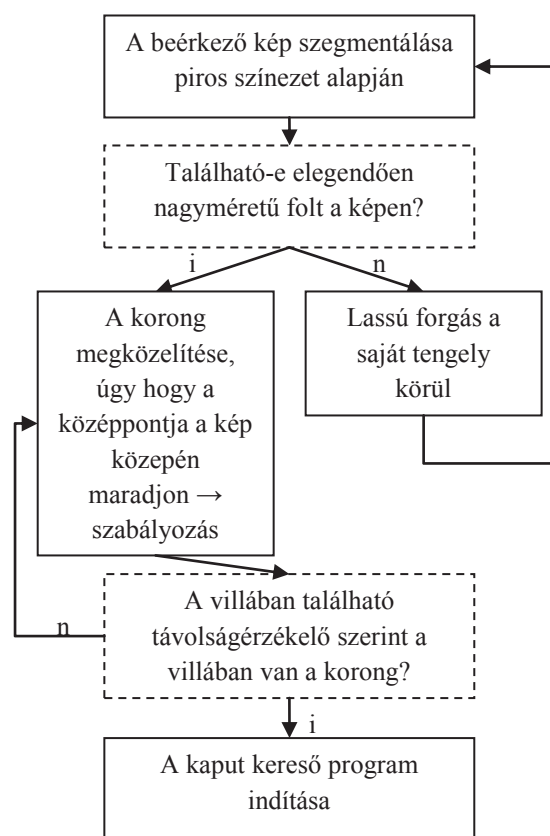 A beérkező kép szegmentálása
piros színezet alapján
Található-e elegendően
nagyméretű folt a képen?
i
n
A korong
megközelítése,
úgy hogy a
középpontja a kép
közepén
maradjon →
szabályozás
Lassú forgás a
saját tengely
körül
n
A villában található
távolságérzékelő szerint a
villában van a korong?
i
A kaput kereső program
indítása